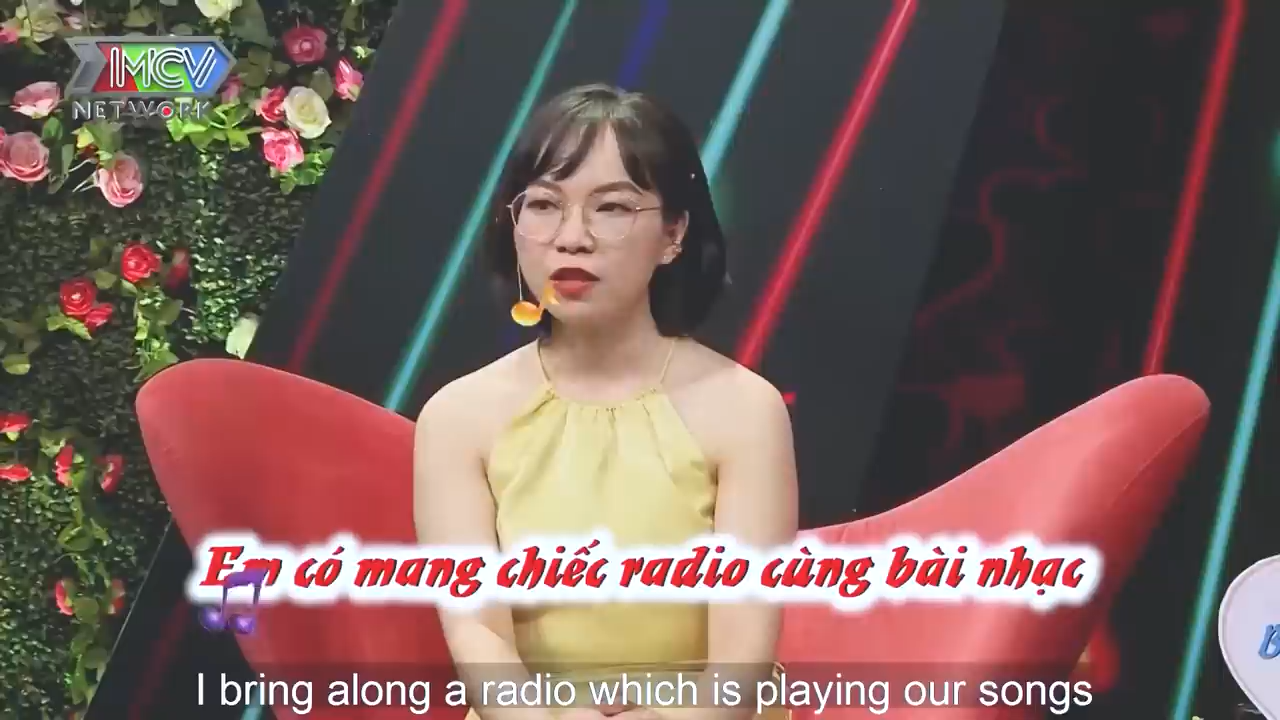 MCV
NETWORK
Em có mang chiếc radio cùng bài nhạc
I bring along a radio which is playing our songs